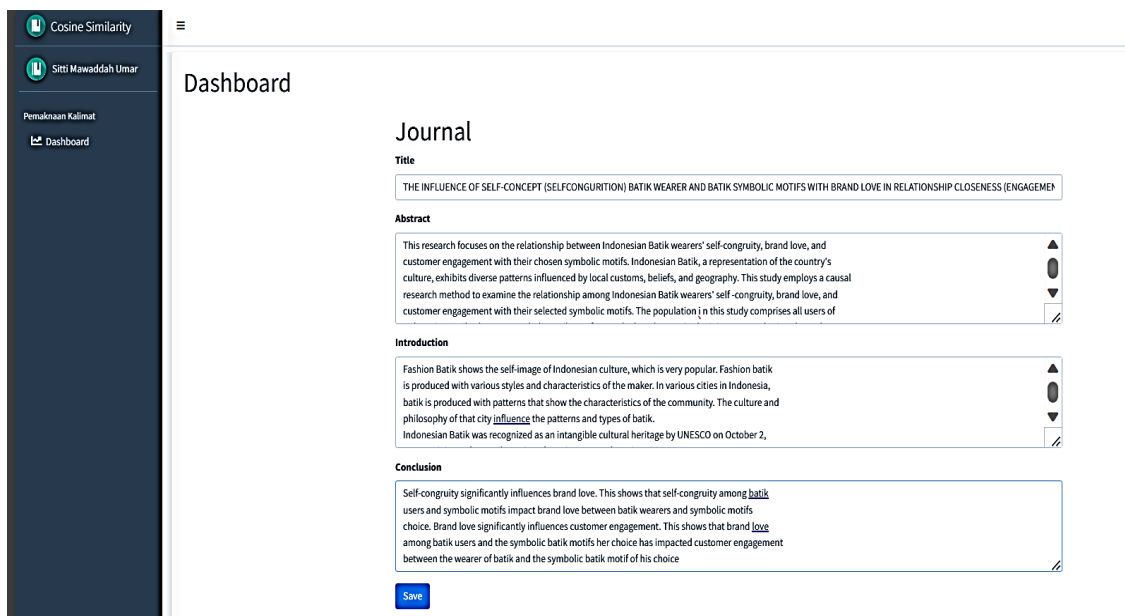 Cosine Similarity
Sitti Mawaddah Umar
Pemaknaan Kalimat
Dashboard
Dashboard
Journal
Title
THE INFLUENCE OF SELF-CONCEPT (SELFCONGURITION) BATIK WEARER AND BATIK SYMBOLIC MOTIFS WITH BRAND LOVE IN RELATIONSHIP CLOSENESS (ENGAGEMEN
Abstract
This research focuses on the relationship between Indonesian Batik wearers' self-congruity, brand love, and
customer engagement with their chosen symbolic motifs. Indonesian Batik, a representation of the country's
culture, exhibits diverse patterns influenced by local customs, beliefs, and geography. This study employs a causal
research method to examine the relationship among Indonesian Batik wearers' self -congruity, brand love, and
customer engagement with their selected symbolic motifs. The population i n this study comprises all users of
Introduction
Fashion Batik shows the self-image of Indonesian culture, which is very popular. Fashion batik
is produced with various styles and characteristics of the maker. In various cities in Indonesia,
batik is produced with patterns that show the characteristics of the community. The culture and
philosophy of that city influence the patterns and types of batik.
Indonesian Batik was recognized as an intangible cultural heritage by UNESCO on October 2,
Conclusion
Self-congruity significantly influences brand love. This shows that self-congruity among batik
users and symbolic motifs impact brand love between batik wearers and symbolic motifs
choice. Brand love significantly influences customer engagement. This shows that brand love
among batik users and the symbolic batik motifs her choice has impacted customer engagement
between the wearer of batik and the symbolic batik motif of his choice
Save